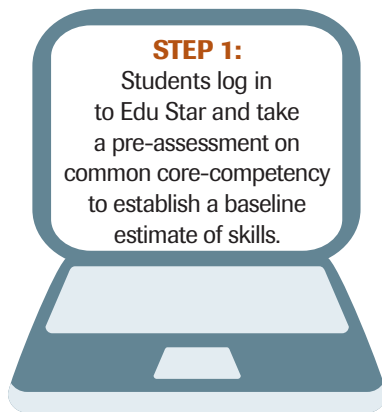 STEP 1:
Students log in
to Edu Star and take
a pre-assessment on
common core-competency
to establish a baseline
estimate of skills.